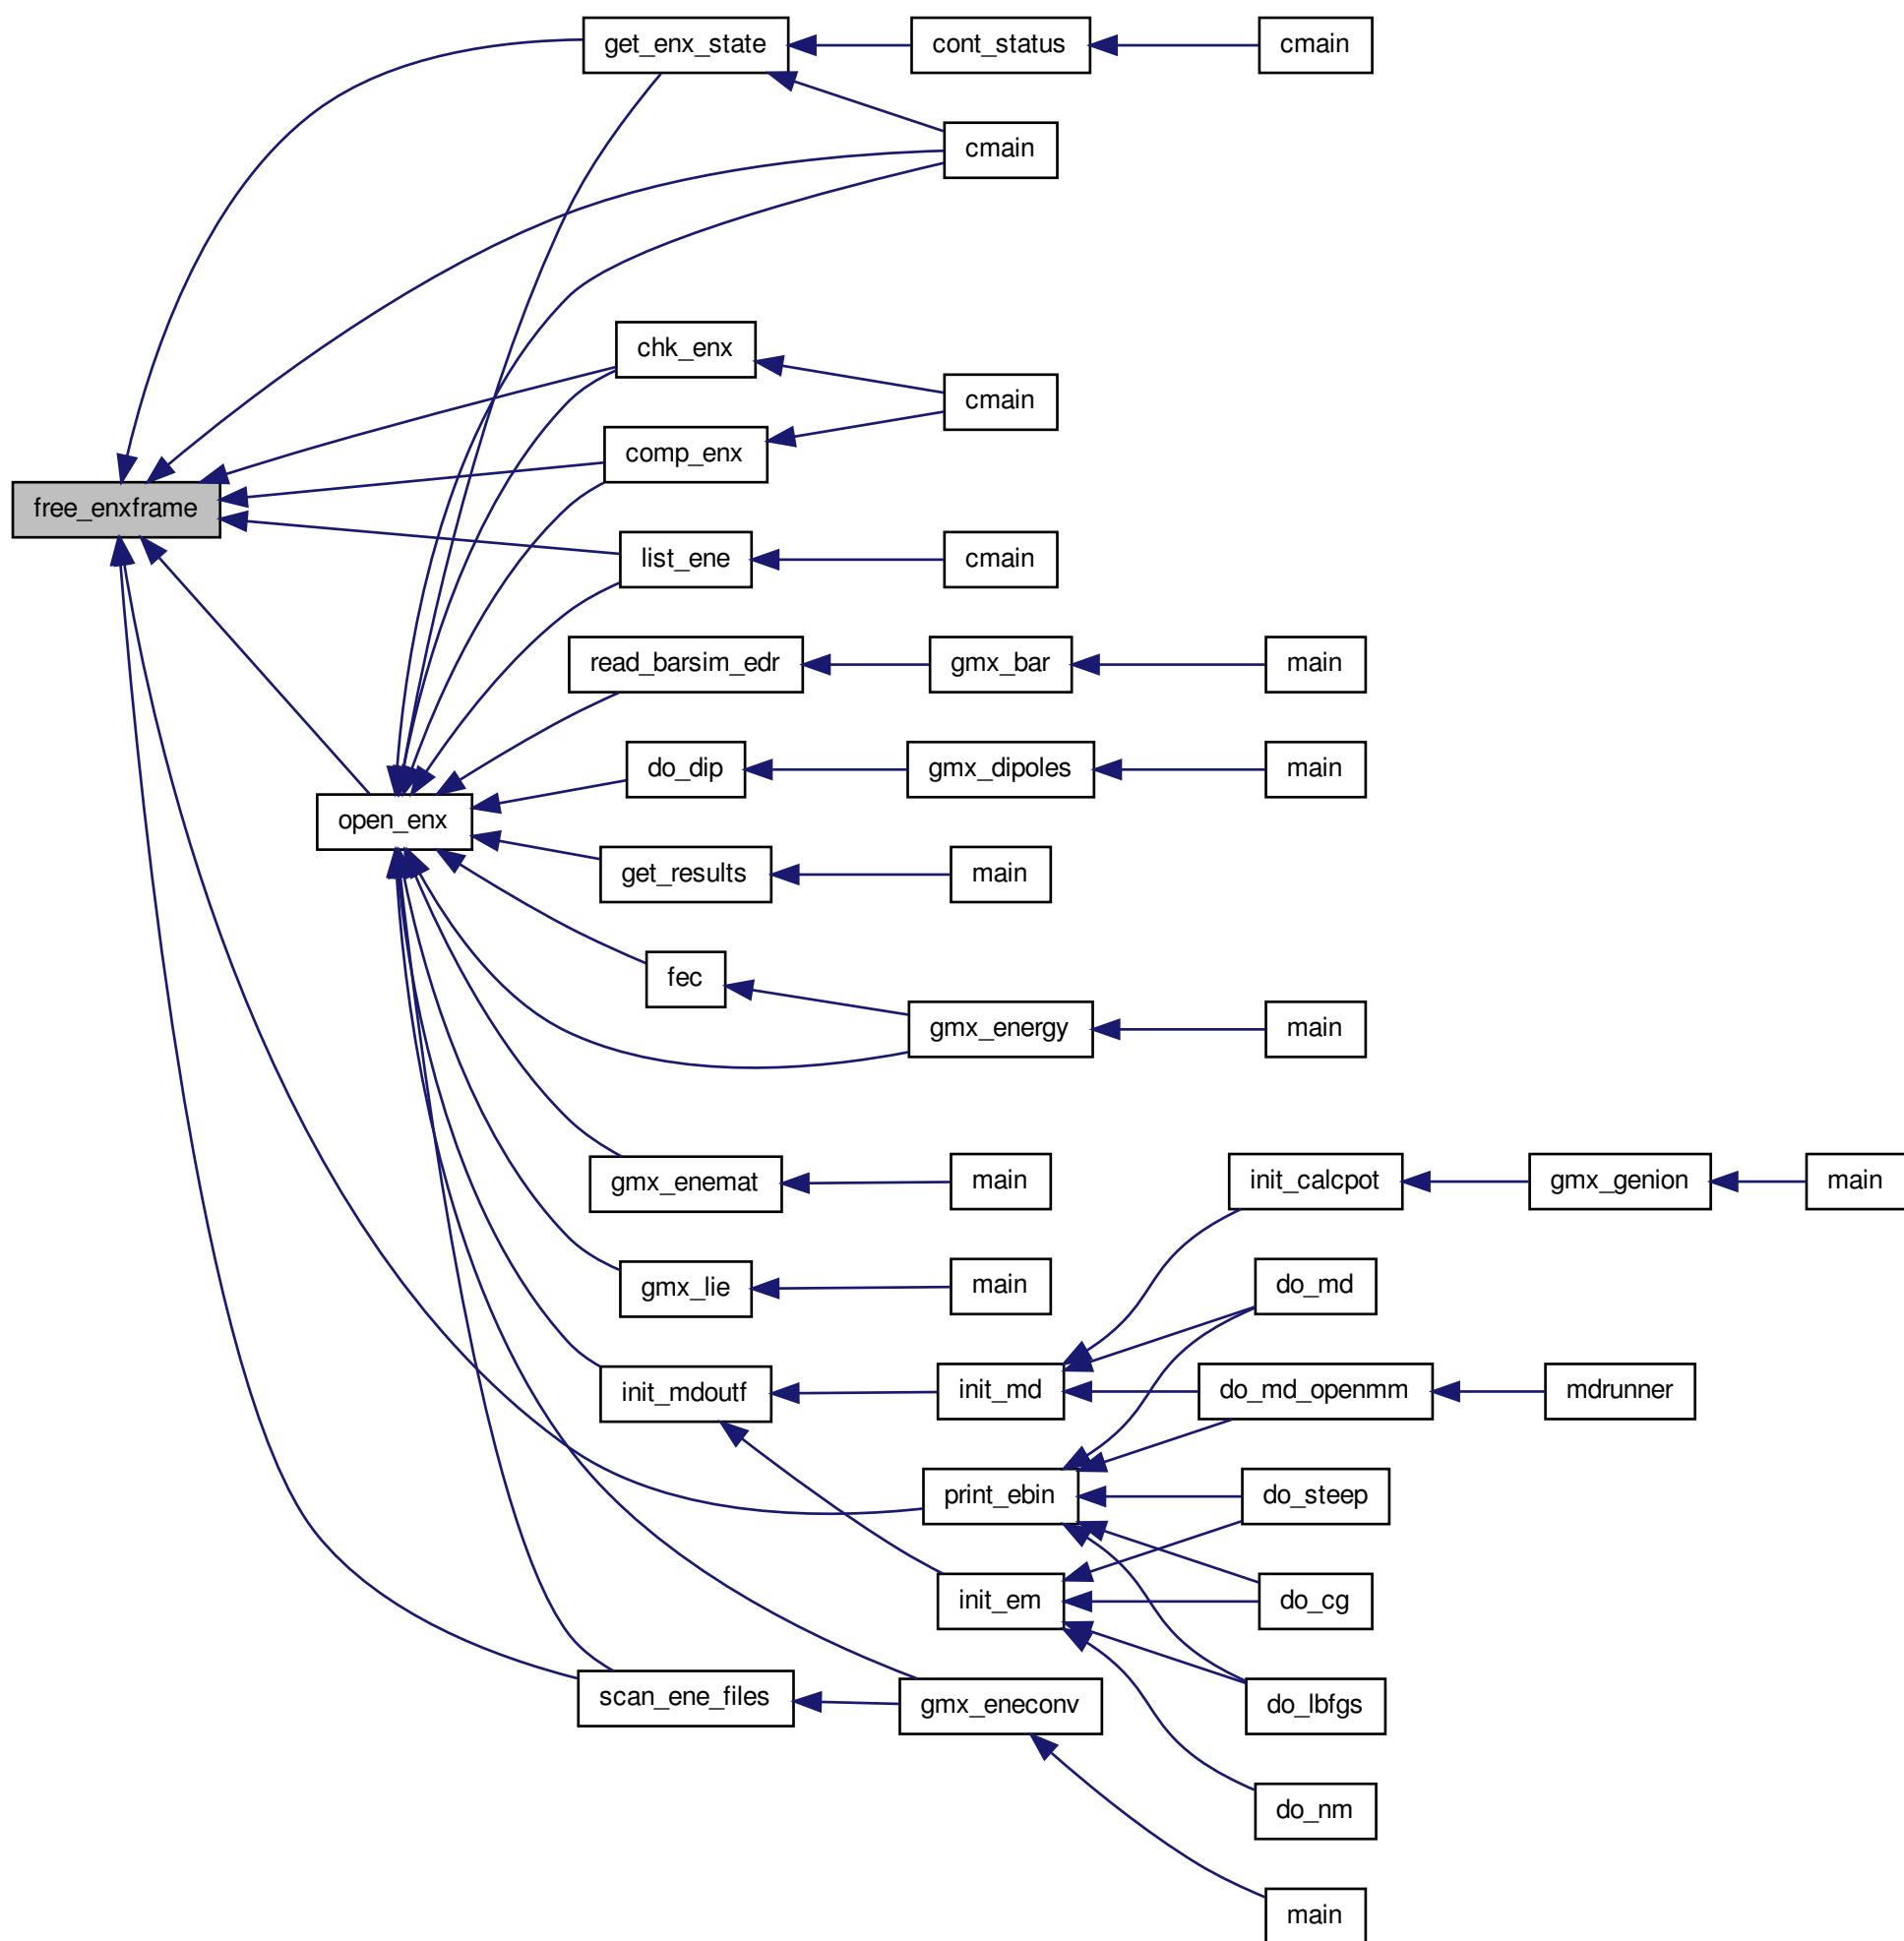 get_enx_state
cont_status
cmain
cmain
chk_enx
cmain
comp_enx
free_enxframe
list_ene
cmain
read_barsim_edr
gmx_bar
main
do_dip
gmx_dipoles
main
open_enx
get_results
main
fec
gmx_energy
main
gmx_enemat
main
init_calcpot
gmx_genion
main
gmx_lie
main
do_md
init_mdoutf
init_md
do_md_openmm
mdrunner
print_ebin
do_steep
init_em
do_cg
scan_ene_files
gmx_eneconv
do_lbfgs
do_nm
main